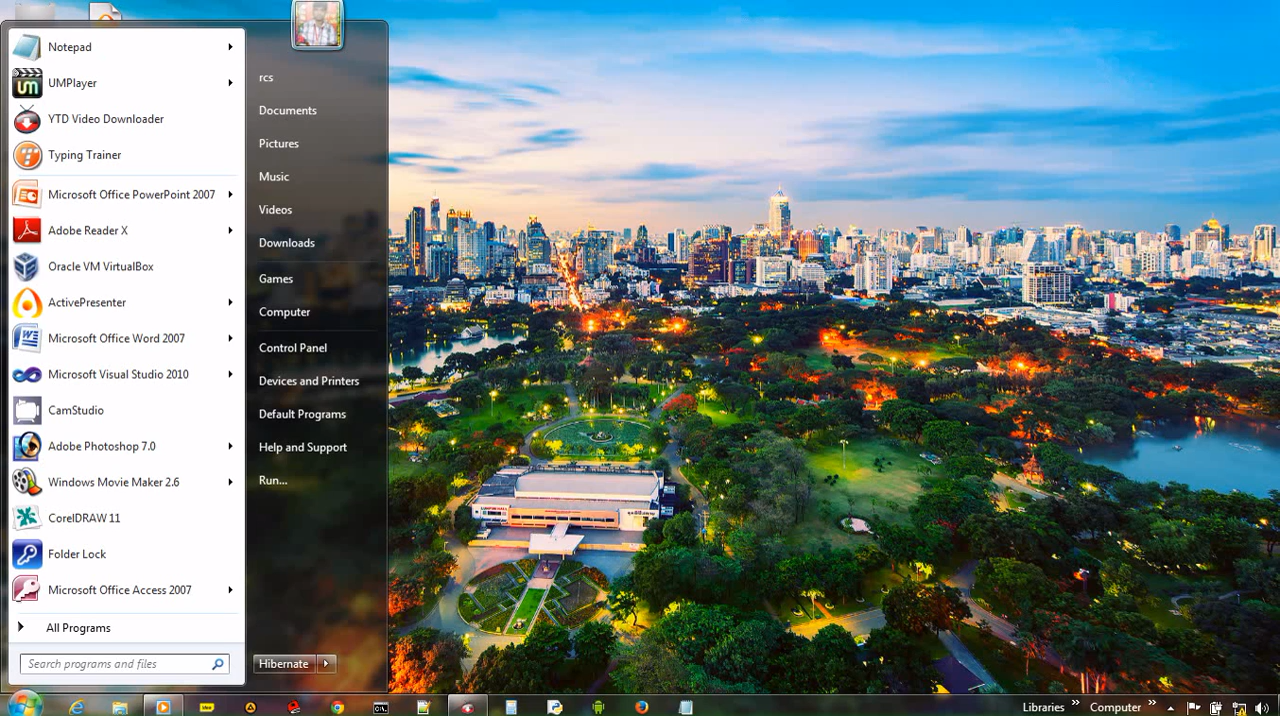 Notepad
UMPlayer
YTD Video Downloader
Typing Trainer
Microsoft Office PowerPoint 2007
Adobe Reader X
Oracle VM VirtualBox
ActivePresenter
Microsoft Office Word 2007
Microsoft Visual Studio 2010
CamStudio
Adobe Photoshop 7.0
Windows Movie Maker 2.6
CorelDRAW 11
Folder Lock
Microsoft Office Access 2007
All Programs
Search programs and files
rcs
Documents
Pictures
Music
Videos
Downloads
Games
Computer
Control Panel
Devices and Printers
Default Programs
Help and Support
Run...
Hibernate
Libraries
Computer